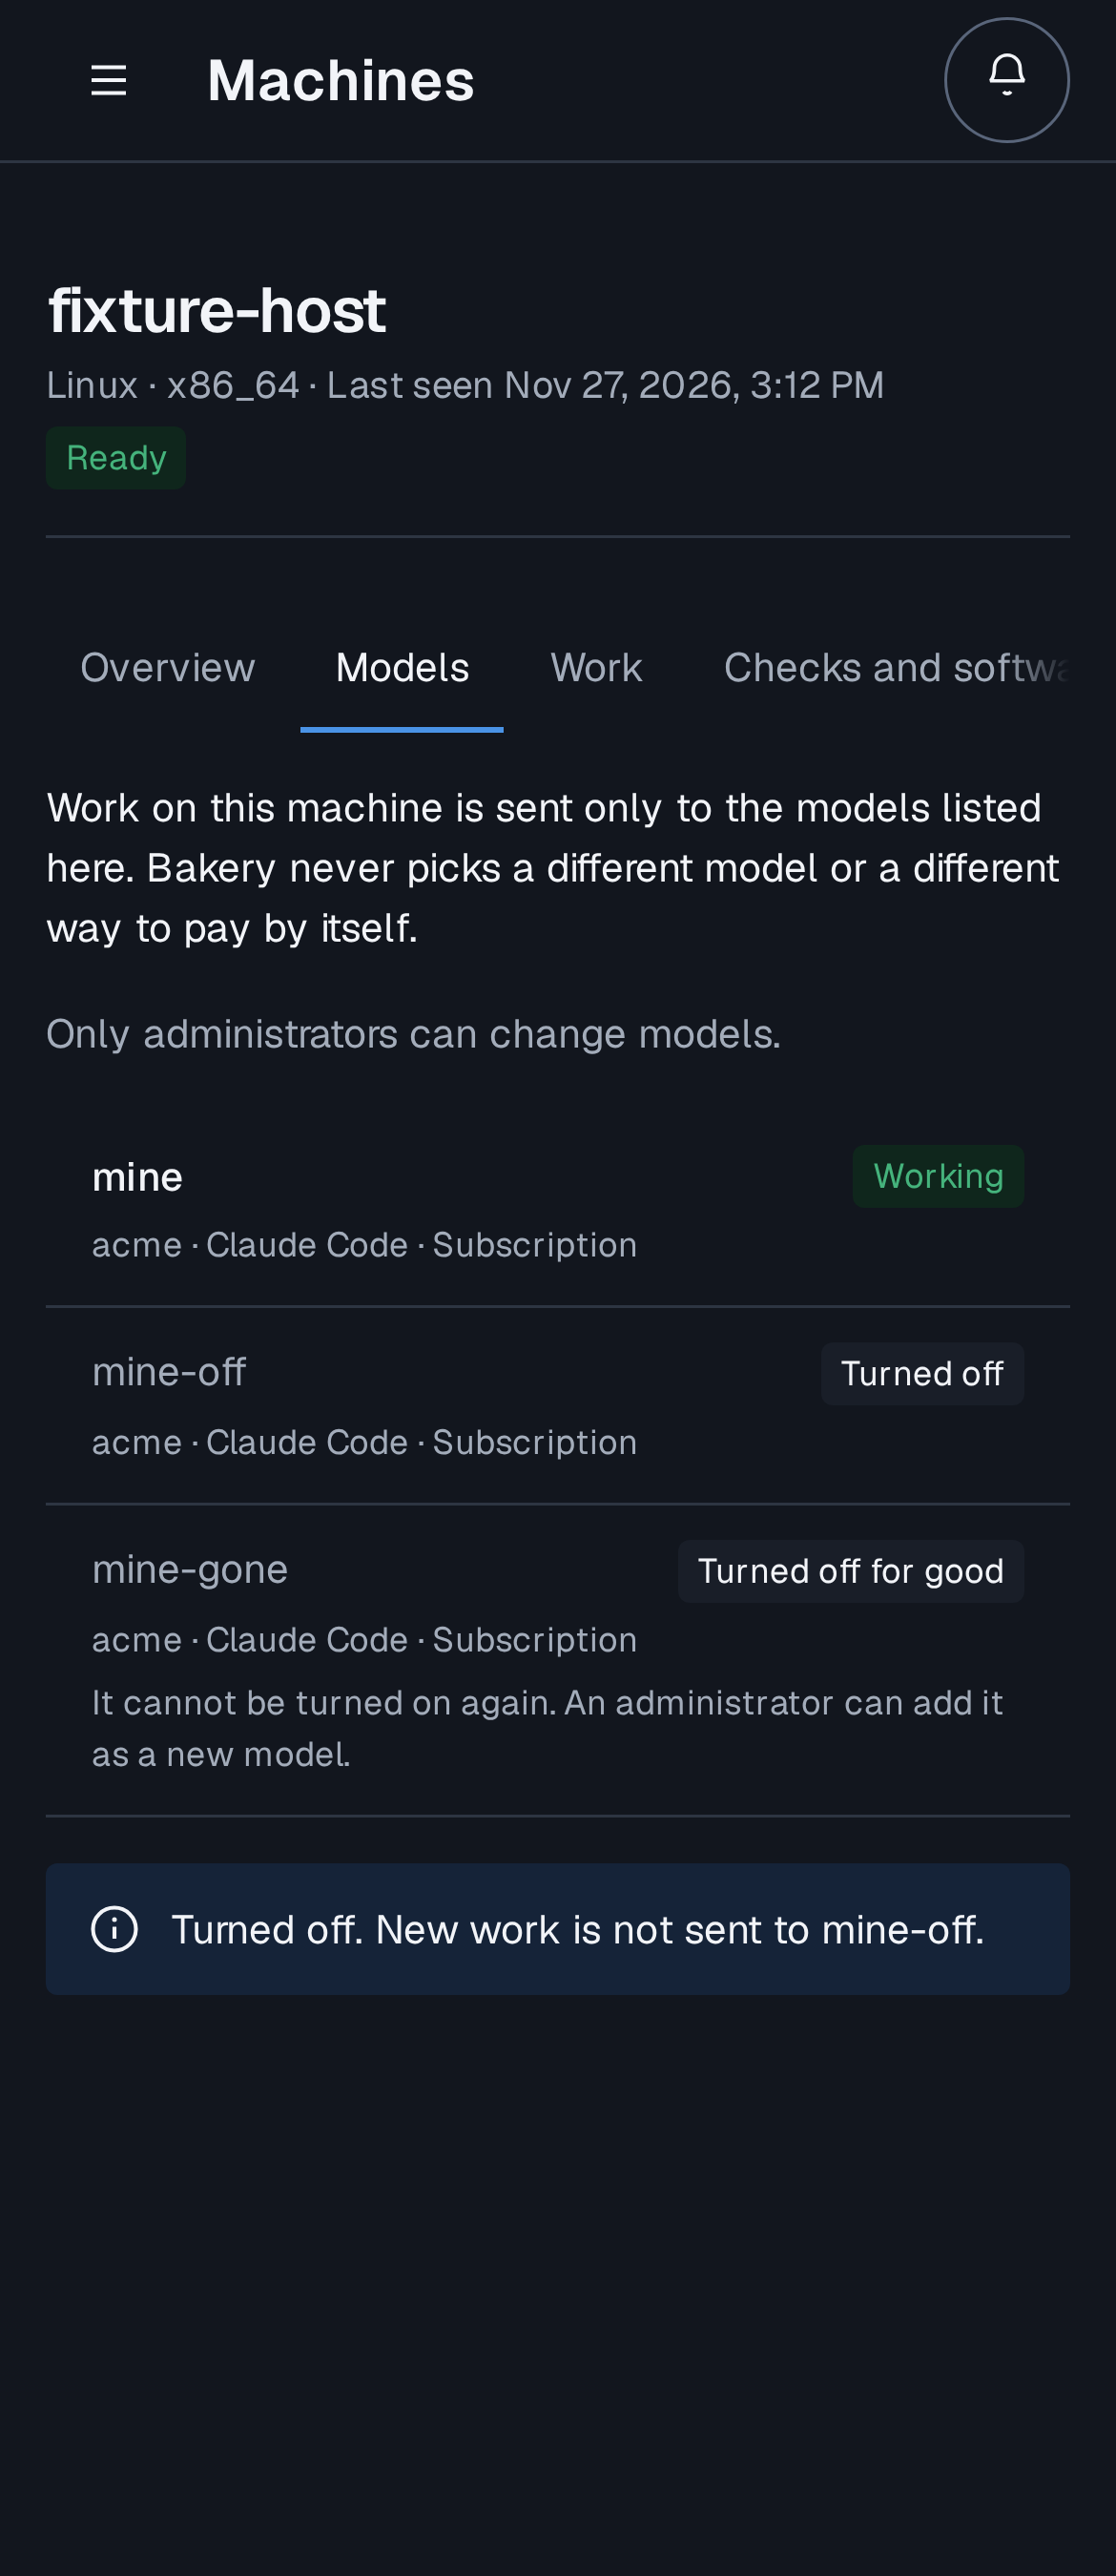 Machines
fixture-host
Linux · x86_64 · Last seen Nov 27, 2026, 3:12 PM
Ready
Overview Models Work Checks and softwa
Work on this machine is sent only to the models listed
here. Bakery never picks a different model or a different
way to pay by itself.
Only administrators can change models.
mine Working
acme · Claude Code · Subscription
mine-off Turned off
acme · Claude Code · Subscription
mine-gone Turned off for good
acme · Claude Code · Subscription
It cannot be turned on again. An administrator can add it
as a new model.
Turned off. New work is not sent to mine-off.